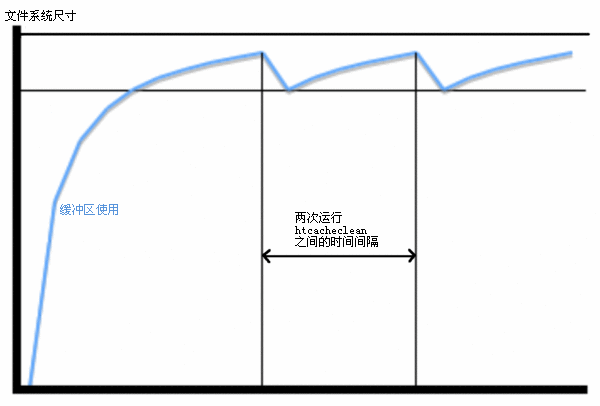 文件系统尺寸
缓冲区使用
两次运行
htcacheclean
之间的时间间隔